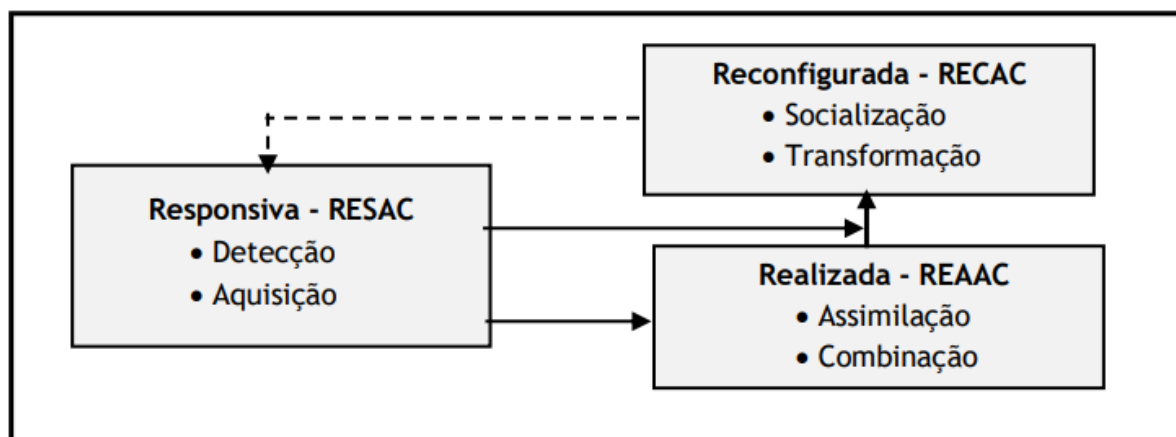 Reconfigurada - RECAC
• Socialização
• Transformação
Responsiva - RESAC
• Detecção
• Aquisição
Realizada - REAAC
• Assimilação
• Combinação